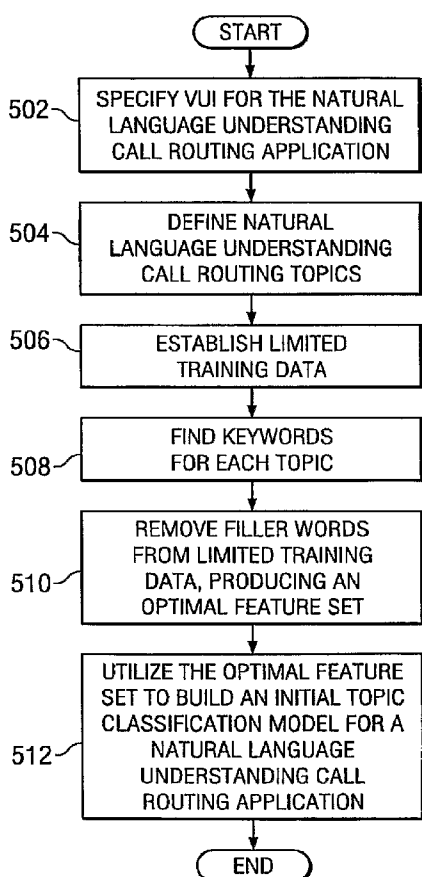 START
502
SPECIFY VUI FOR THE NATURAL
LANGUAGE UNDERSTANDING
CALL ROUTING APPLICATION
504
DEFINE NATURAL
LANGUAGE UNDERSTANDING
CALL ROUTING TOPICS
506
ESTABLISH LIMITED
TRAINING DATA
508
FIND KEYWORDS
FOR EACH TOPIC
510
REMOVE FILLER WORDS
FROM LIMITED TRAINING
DATA, PRODUCING AN
OPTIMAL FEATURE SET
512
UTILIZE THE OPTIMAL FEATURE
SET TO BUILD AN INITIAL TOPIC
CLASSIFICATION MODEL FOR A
NATURAL LANGUAGE
UNDERSTANDING CALL
ROUTING APPLICATION
END